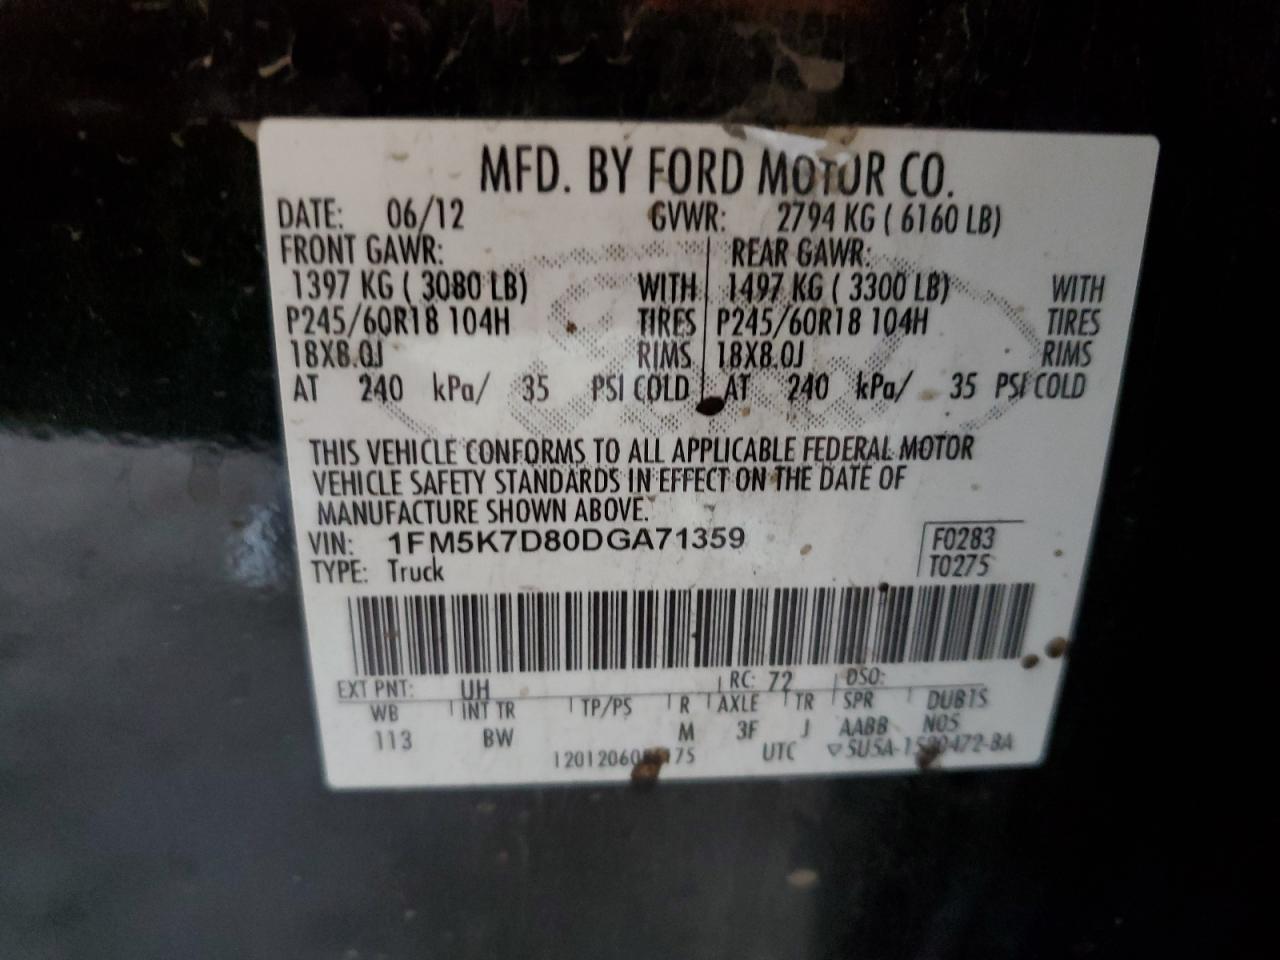 MFD. BY FORD MOTOR CO.
DATE: 06/12 GVWR: 2794 KG ( 6160 LB)
FRONT GAWR: REAR GAWR:
1397 KG ( 3080 LB) WITH 1497 KG ( 3300 LB) WITH
P245/60R18 104H TIRES P245/60R18 104H TIRES
18X8.0J RIMS 18X8.0J RIMS
AT 240 kPa/ 35 PSI COLD AT 240 kPa/ 35 PSI COLD
THIS VEHICLE CONFORMS TO ALL APPLICABLE FEDERAL MOTOR
VEHICLE SAFETY STANDARDS IN EFFECT ON THE DATE OF
MANUFACTURE SHOWN ABOVE.
VIN: 1FM5K7D80DGA71359 F0283
TYPE: Truck T0275
EXT PNT: UH RC: 72 DSO:
WB INT TR TP/PS R AXLE TR SPR DUBTS
113 BW M 3F J AABB N05
UTC